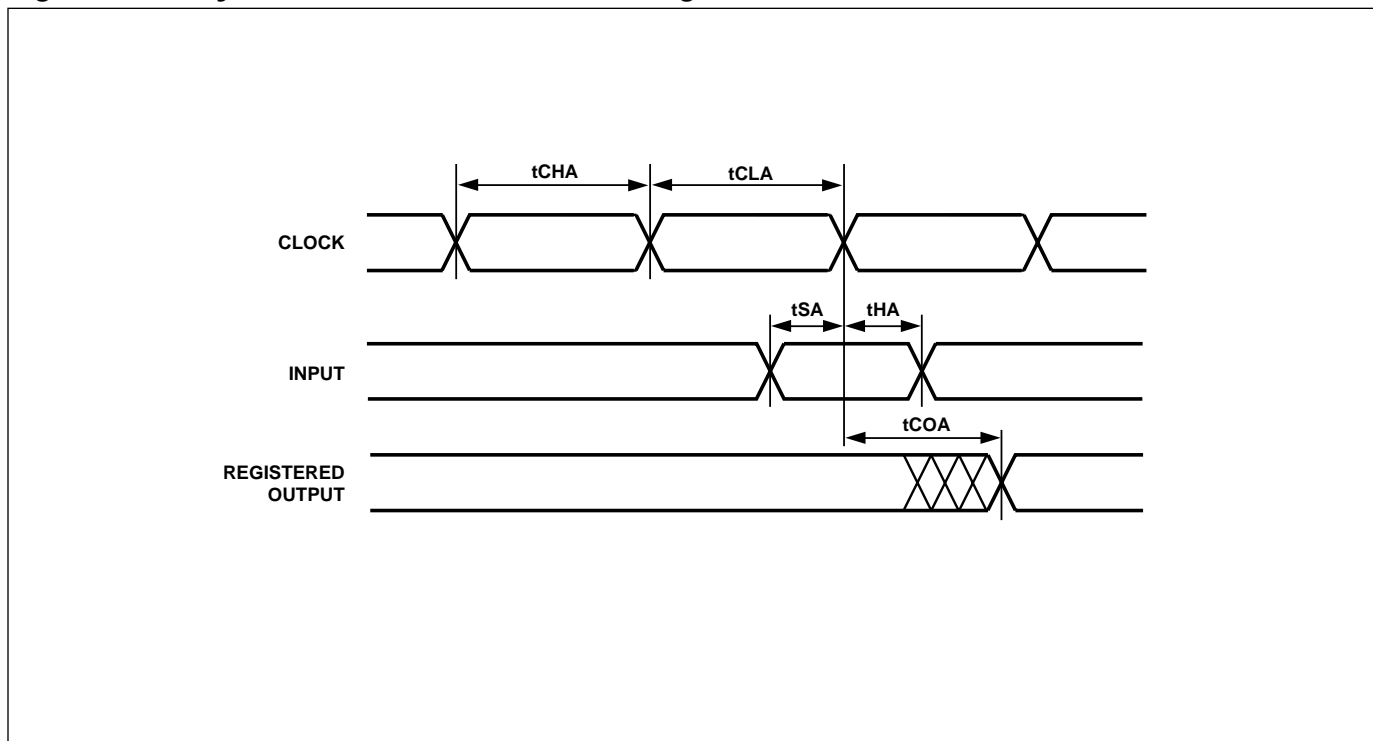 tCHA
tCLA
CLOCK
tSA
tHA
INPUT
tCOA
REGISTERED
OUTPUT